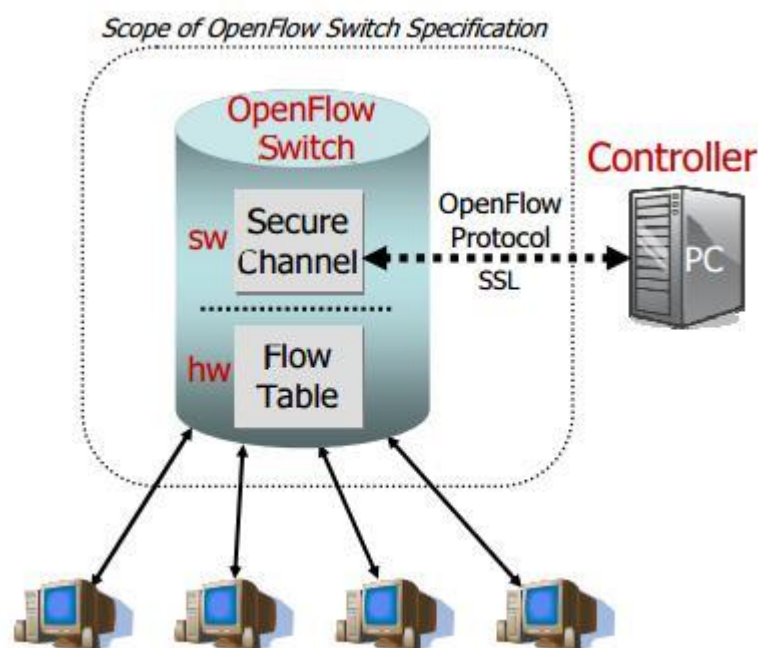 Scope of OpenFlow Switch Specification
OpenFlow
Switch
Controller
sw
Secure
Channel
OpenFlow
Protocol
SSL
PC
hw
Flow
Table